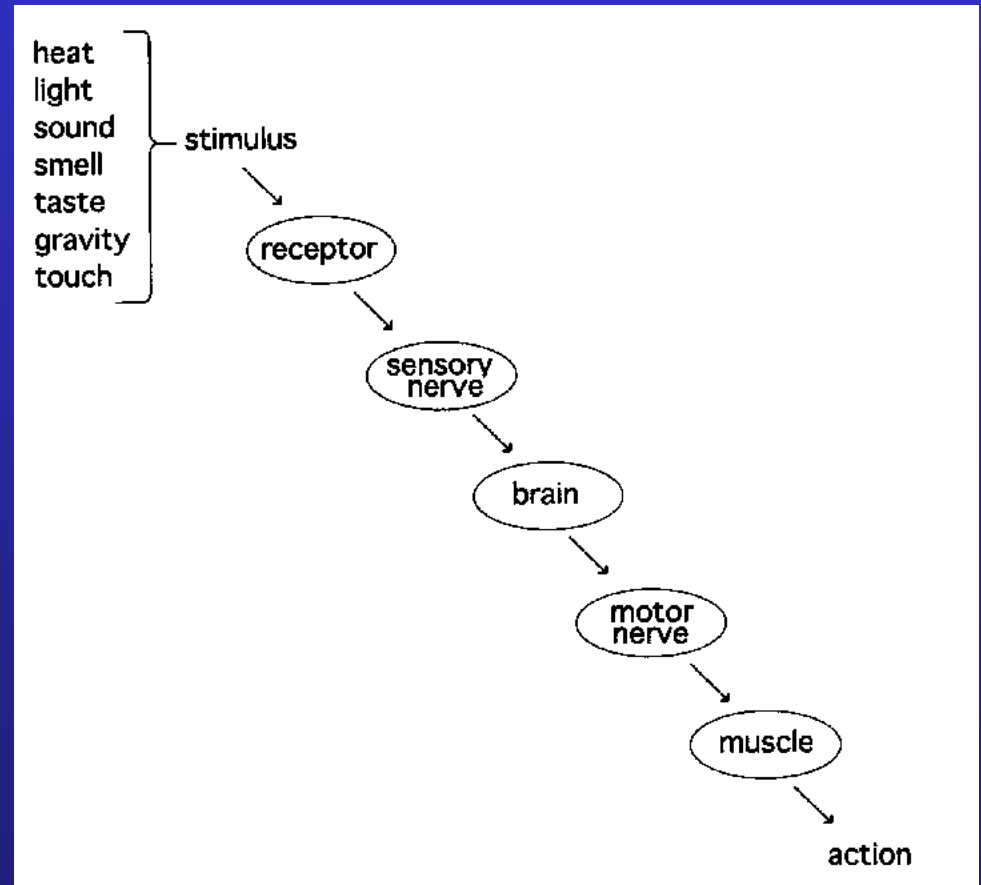 heat
light
sound
smell
taste
gravity
touch
stimulus
receptor
sensory
nerve
brain
motor
nerve
muscle
action